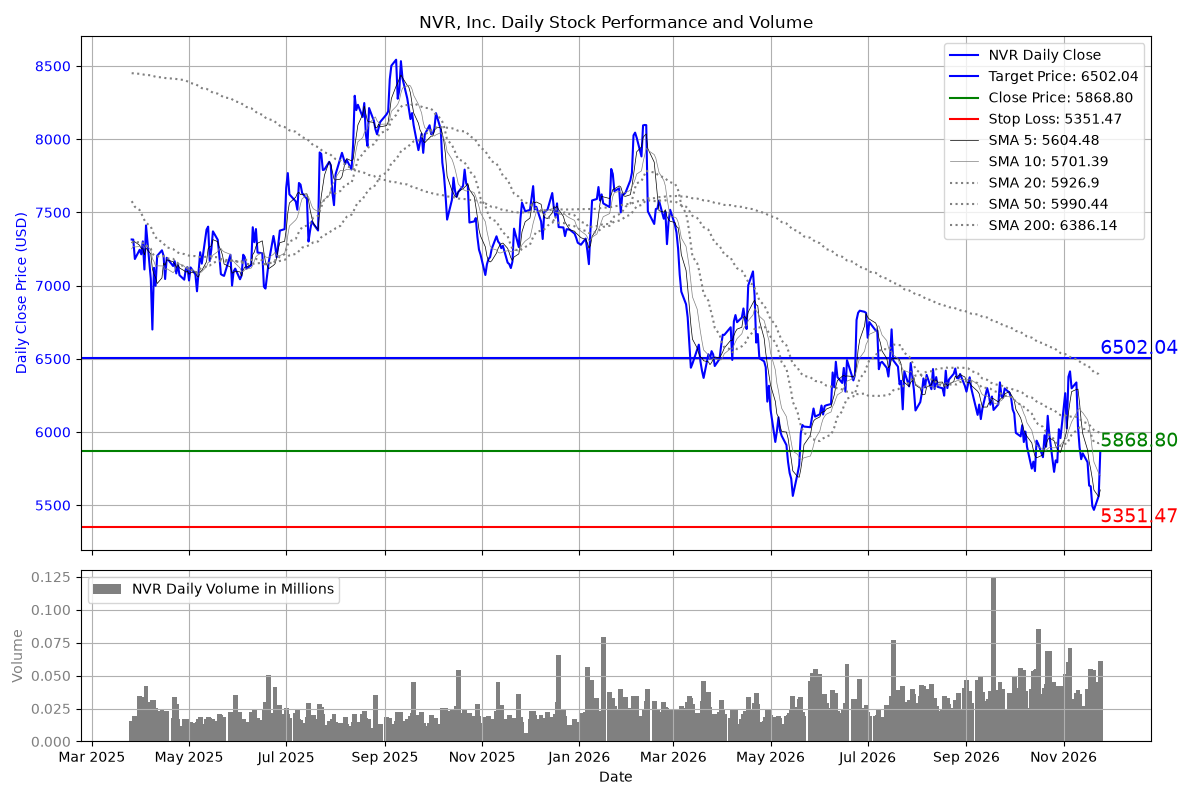 NVR, Inc. Daily Stock Performance and Volume
Daily Close Price (USD)
8500
8000
7500
7000
6500
6000
5500
NVR Daily Close
Target Price: 6502.04
Close Price: 5868.80
Stop Loss: 5351.47
SMA 5: 5604.48
SMA 10: 5701.39
SMA 20: 5926.9
SMA 50: 5990.44
SMA 200: 6386.14
6502.04
5868.80
5351.47
Volume
0.125
0.100
0.075
0.050
0.025
0.000
NVR Daily Volume in Millions
Mar 2025 May 2025 Jul 2025 Sep 2025 Nov 2025 Jan 2026 Mar 2026 May 2026 Jul 2026 Sep 2026 Nov 2026
Date